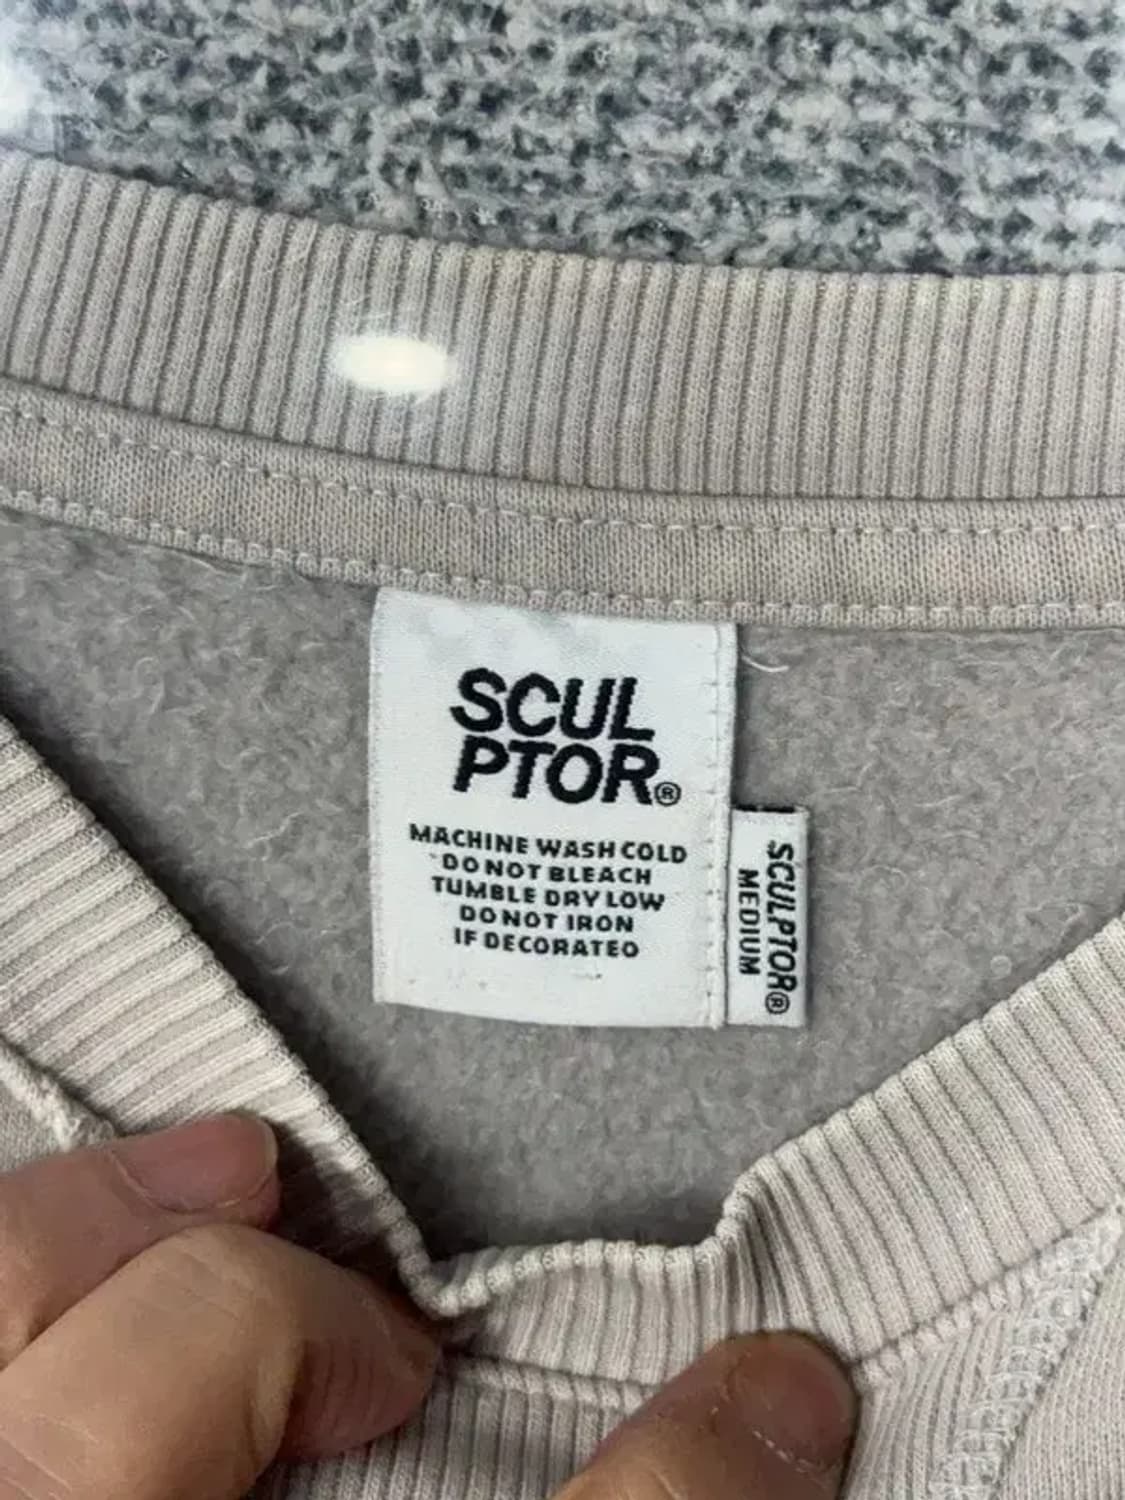 SCUL
PTOR®
MACHINE WASH COLD
DO NOT BLEACH
TUMBLE DRY LOW
DO NOT IRON
IF DECORATED
SCULPTOR®
MEDIUM